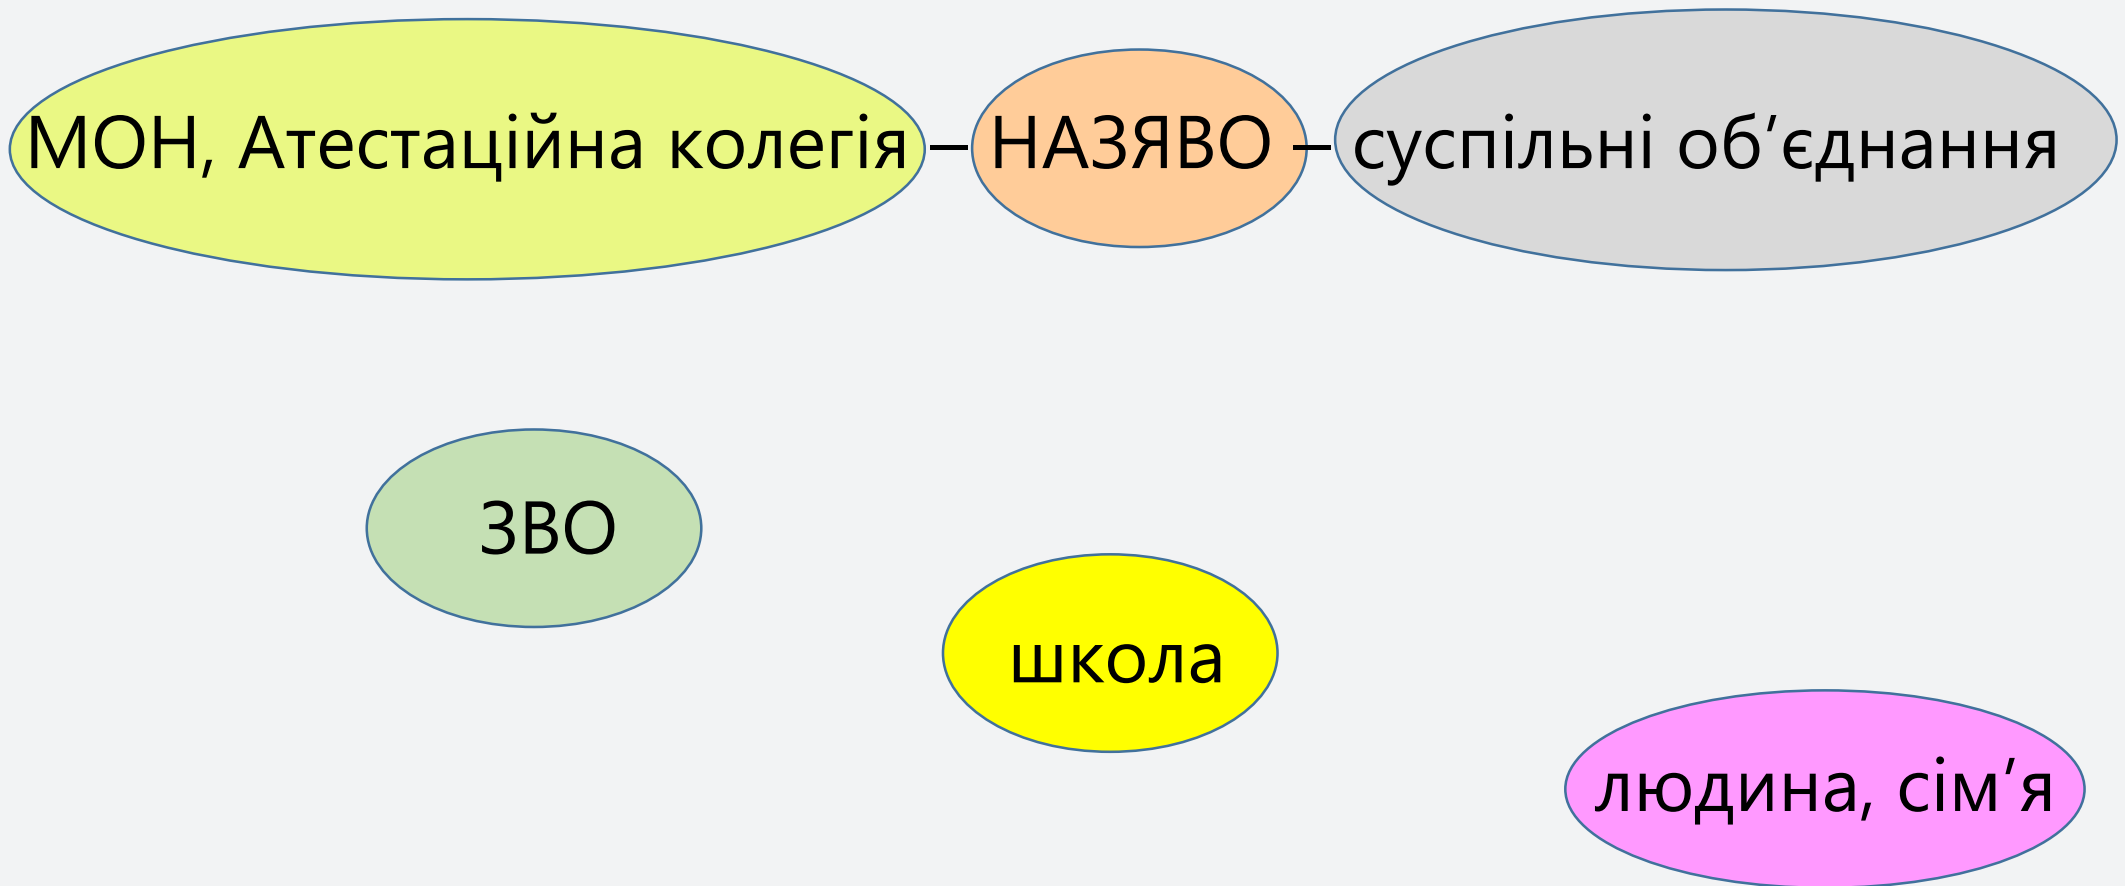 МОН, Атестаційна колегія – НАЗЯВО – суспільні об’єднання
ЗВО
школа
людина, сім’я